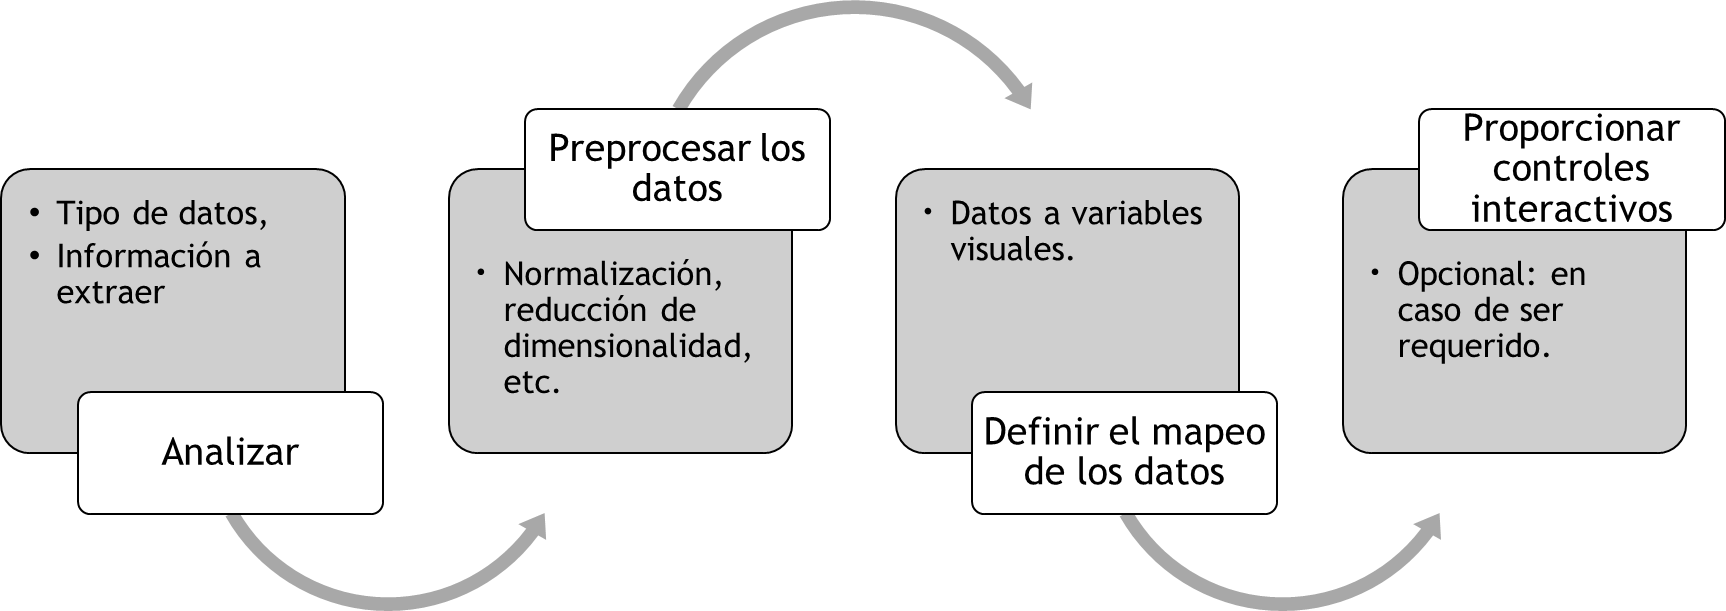 • Tipo de datos,
• Información a
extraer
Analizar
Preprocesar los
datos
• Normalización,
reducción de
dimensionalidad,
etc.
• Datos a variables
visuales.
Definir el mapeo
de los datos
Proporcionar
controles
interactivos
• Opcional: en
caso de ser
requerido.